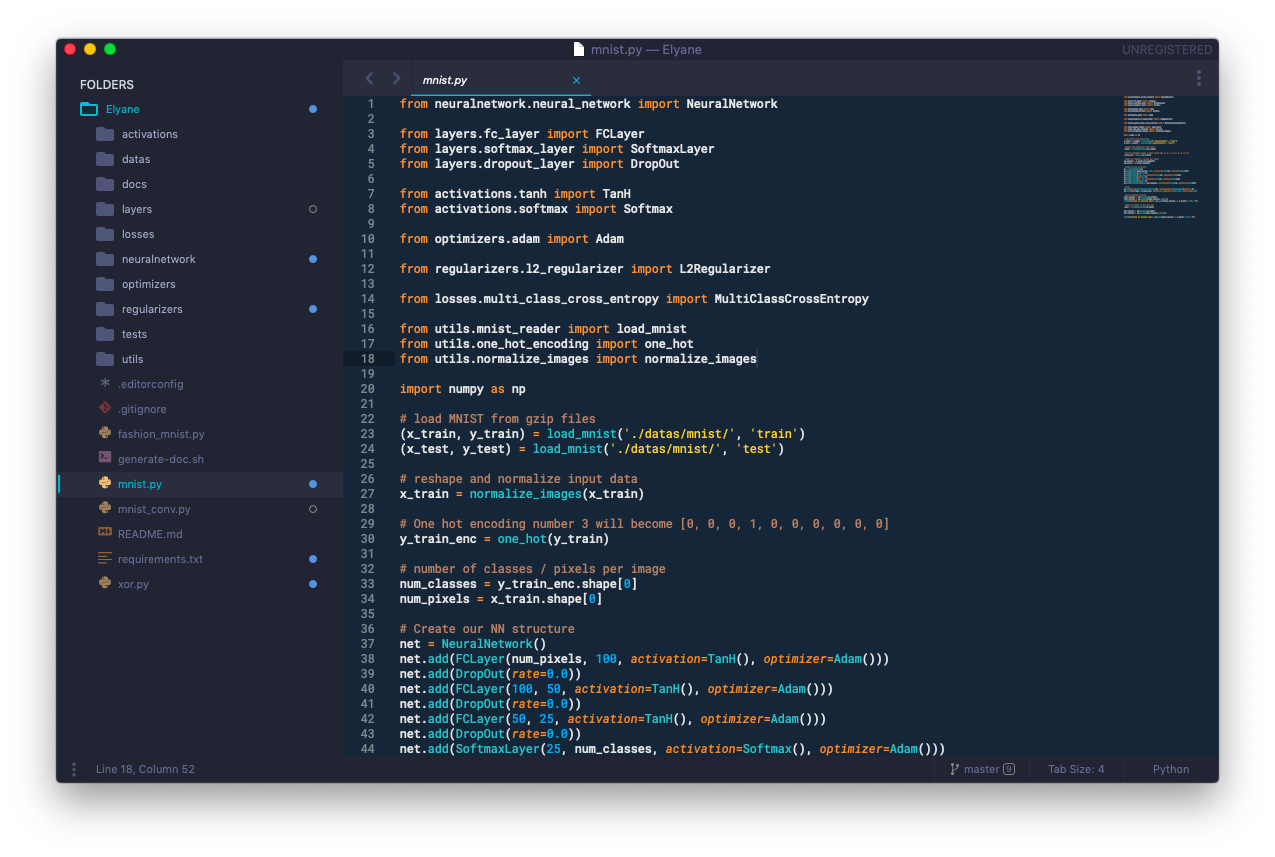 mnist.py — Elyane
UNREGISTERED
FOLDERS
Elyane
activations
datas
docs
layers
losses
neuralnetwork
optimizers
regularizers
tests
utils
.editorconfig
.gitignore
fashion_mnist.py
generate-doc.sh
mnist.py
mnist_conv.py
README.md
requirements.txt
xor.py
mnist.py
1 from neuralnetwork.neural_network import NeuralNetwork
2
3 from layers.fc_layer import FCLayer
4 from layers.softmax_layer import SoftmaxLayer
5 from layers.dropout_layer import DropOut
6
7 from activations.tanh import TanH
8 from activations.softmax import Softmax
9
10 from optimizers.adam import Adam
11
12 from regularizers.l2_regularizer import L2Regularizer
13
14 from losses.multi_class_cross_entropy import MultiClassCrossEntropy
15
16 from utils.mnist_reader import load_mnist
17 from utils.one_hot_encoding import one_hot
18 from utils.normalize_images import normalize_images
19
20 import numpy as np
21
22 # load MNIST from gzip files
23 (x_train, y_train) = load_mnist('./datas/mnist/', 'train')
24 (x_test, y_test) = load_mnist('./datas/mnist/', 'test')
25
26 # reshape and normalize input data
27 x_train = normalize_images(x_train)
28
29 # One hot encoding number 3 will become [0, 0, 0, 1, 0, 0, 0, 0, 0, 0]
30 y_train_enc = one_hot(y_train)
31
32 # number of classes / pixels per image
33 num_classes = y_train_enc.shape[0]
34 num_pixels = x_train.shape[0]
35
36 # Create our NN structure
37 net = NeuralNetwork()
38 net.add(FCLayer(num_pixels, 100, activation=TanH(), optimizer=Adam()))
39 net.add(DropOut(rate=0.0))
40 net.add(FCLayer(100, 50, activation=TanH(), optimizer=Adam()))
41 net.add(DropOut(rate=0.0))
42 net.add(FCLayer(50, 25, activation=TanH(), optimizer=Adam()))
43 net.add(DropOut(rate=0.0))
44 net.add(SoftmaxLayer(25, num_classes, activation=Softmax(), optimizer=Adam()))
Line 18, Column 52
master 9
Tab Size: 4
Python